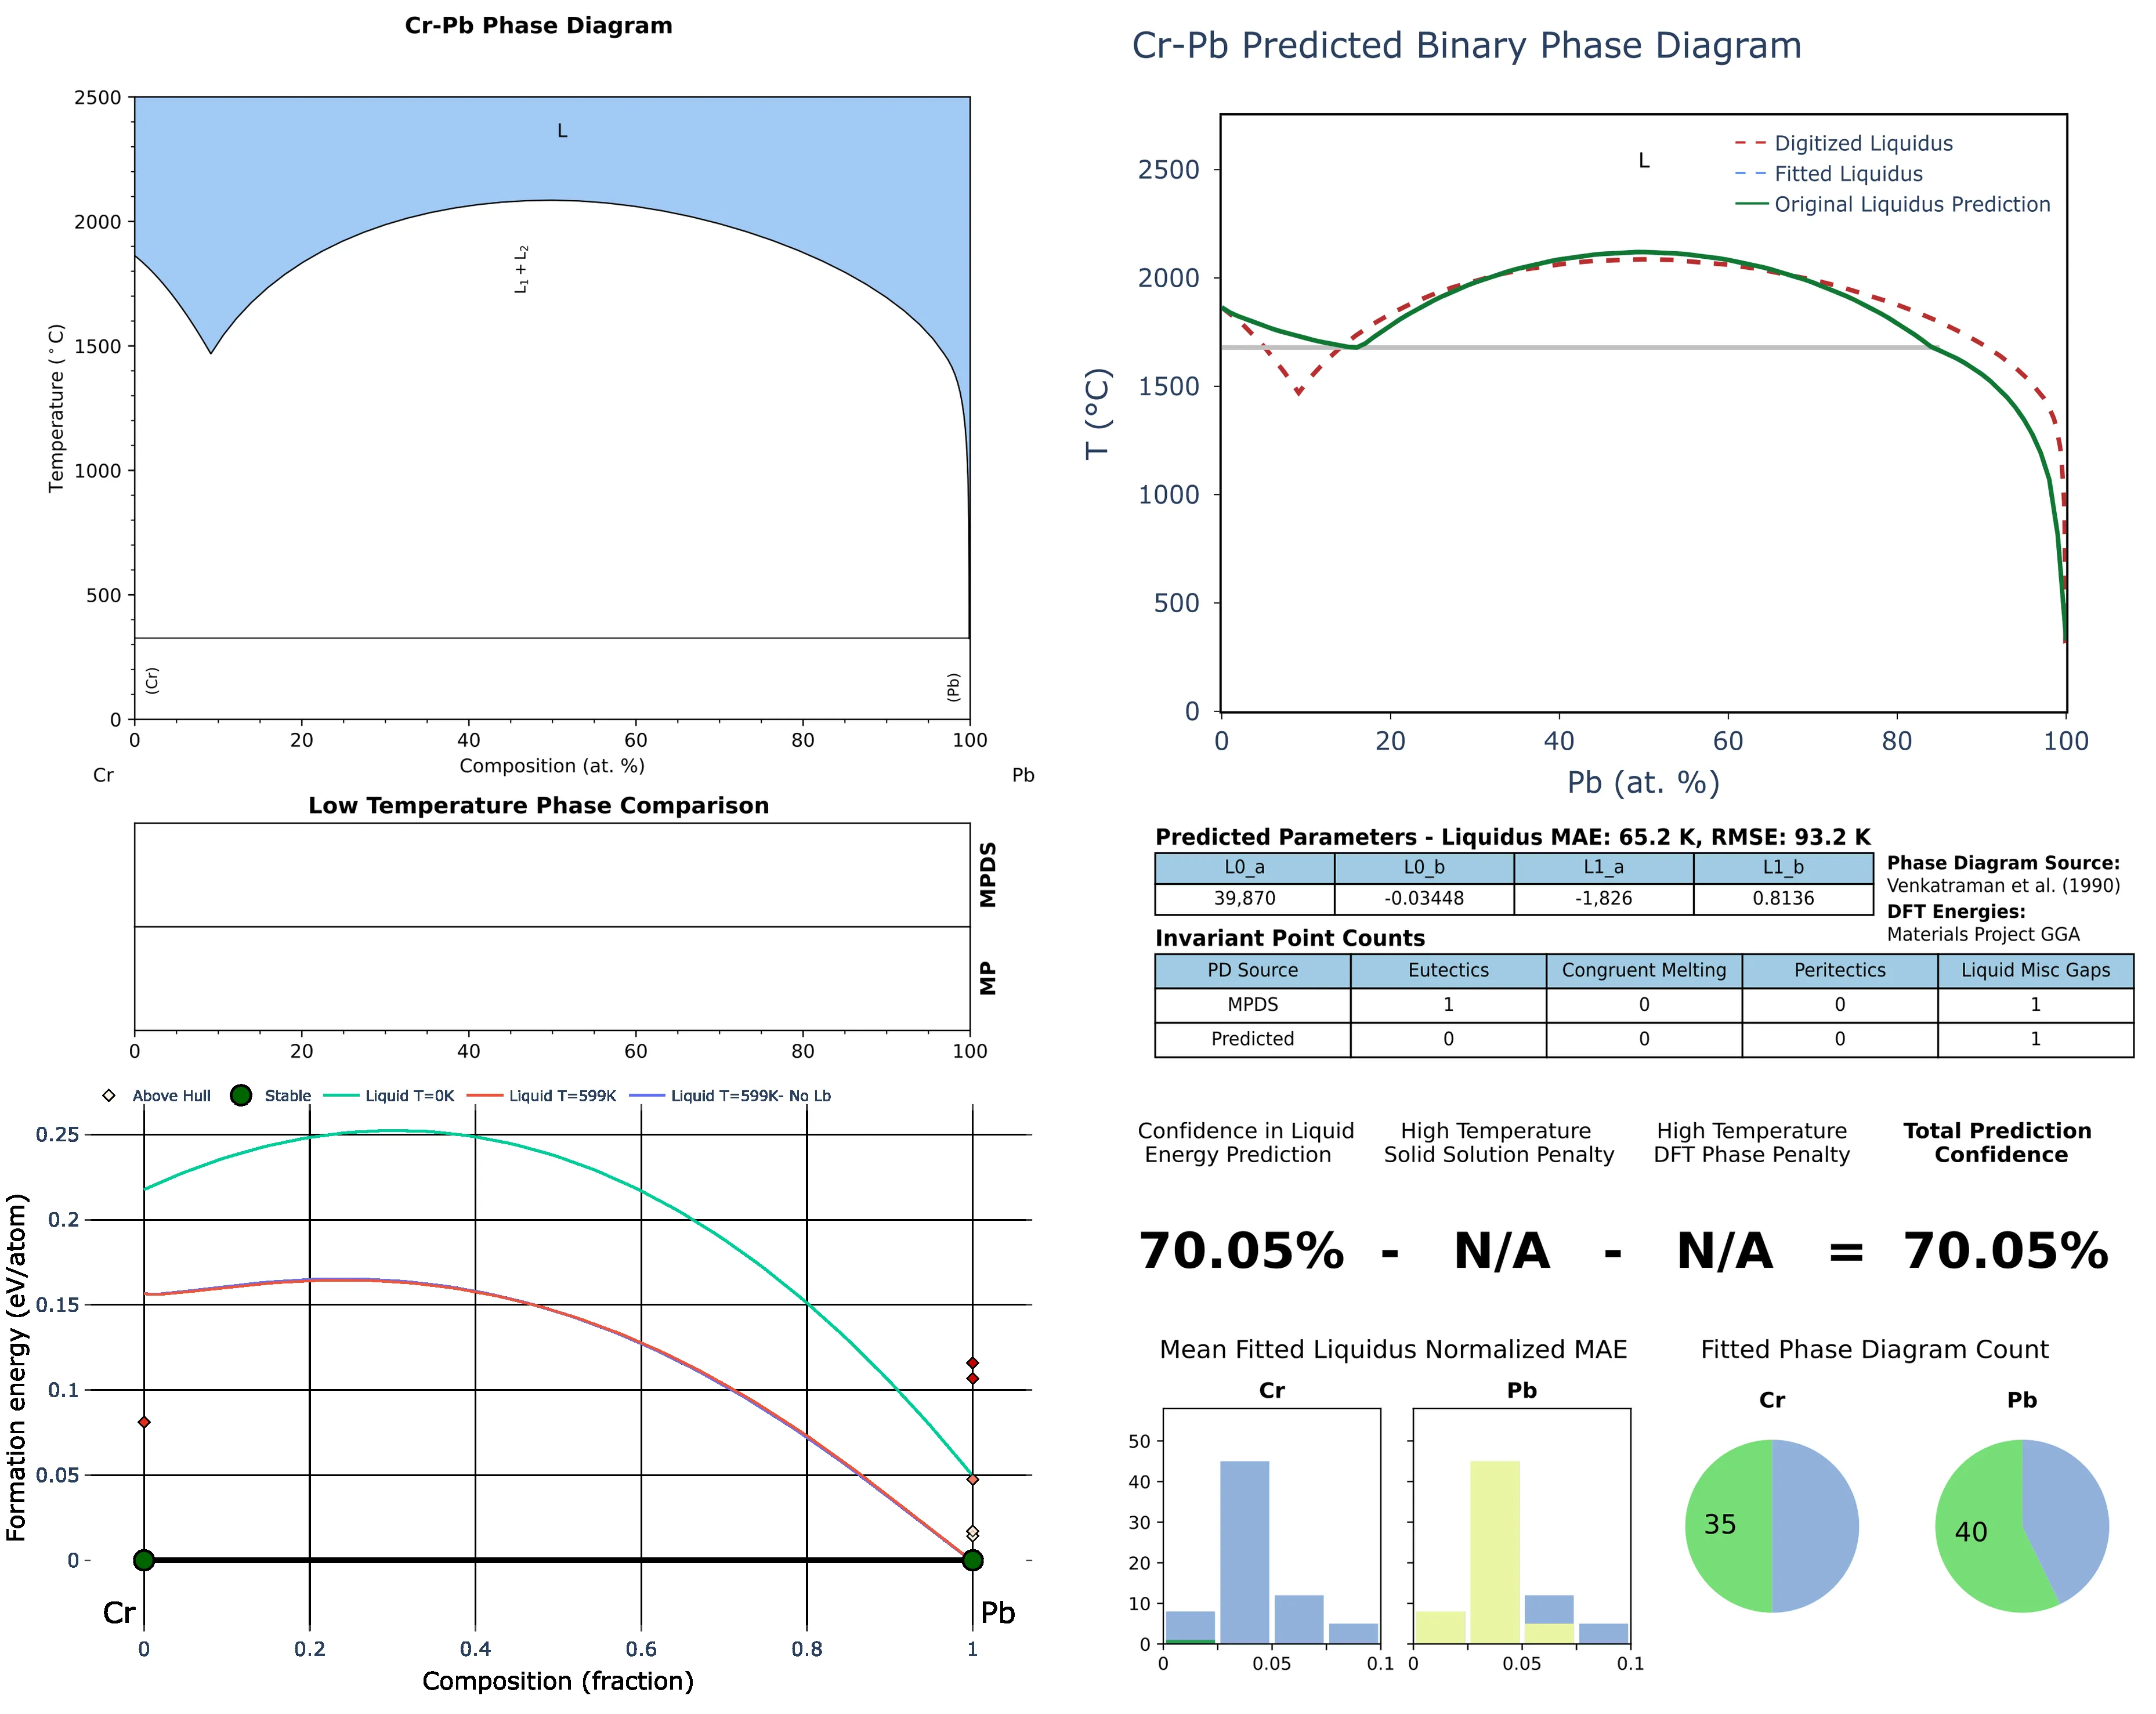 Cr-Pb Phase Diagram
2500
2000
1500
1000
500
0
Temperature (°C)
L
L₁ + L₂
(Cr)
(Pb)
0 20 40 60 80 100
Composition (at. %)
Cr
Pb
Low Temperature Phase Comparison
MPDS
MP
0 20 40 60 80 100
Above Hull Stable Liquid T=0K Liquid T=599K Liquid T=599K- No Lb
0.25
0.2
0.15
0.1
0.05
0
Formation energy (eV/atom)
Cr
Pb
0 0.2 0.4 0.6 0.8 1
Composition (fraction)
Cr-Pb Predicted Binary Phase Diagram
L
Digitized Liquidus
Fitted Liquidus
Original Liquidus Prediction
2500
2000
1500
1000
500
0
T (°C)
0 20 40 60 80 100
Pb (at. %)
Predicted Parameters - Liquidus MAE: 65.2 K, RMSE: 93.2 K
L0_a L0_b L1_a L1_b
39,870 -0.03448 -1,826 0.8136
Phase Diagram Source:
Venkatraman et al. (1990)
DFT Energies:
Materials Project GGA
Invariant Point Counts
PD Source Eutectics Congruent Melting Peritectics Liquid Misc Gaps
MPDS 1 0 0 1
Predicted 0 0 0 1
Confidence in Liquid
Energy Prediction
High Temperature
Solid Solution Penalty
High Temperature
DFT Phase Penalty
Total Prediction
Confidence
70.05% - N/A - N/A = 70.05%
Mean Fitted Liquidus Normalized MAE
Cr
Pb
50
40
30
20
10
0
0 0.05 0.1
0 0.05 0.1
Fitted Phase Diagram Count
Cr
Pb
35
40